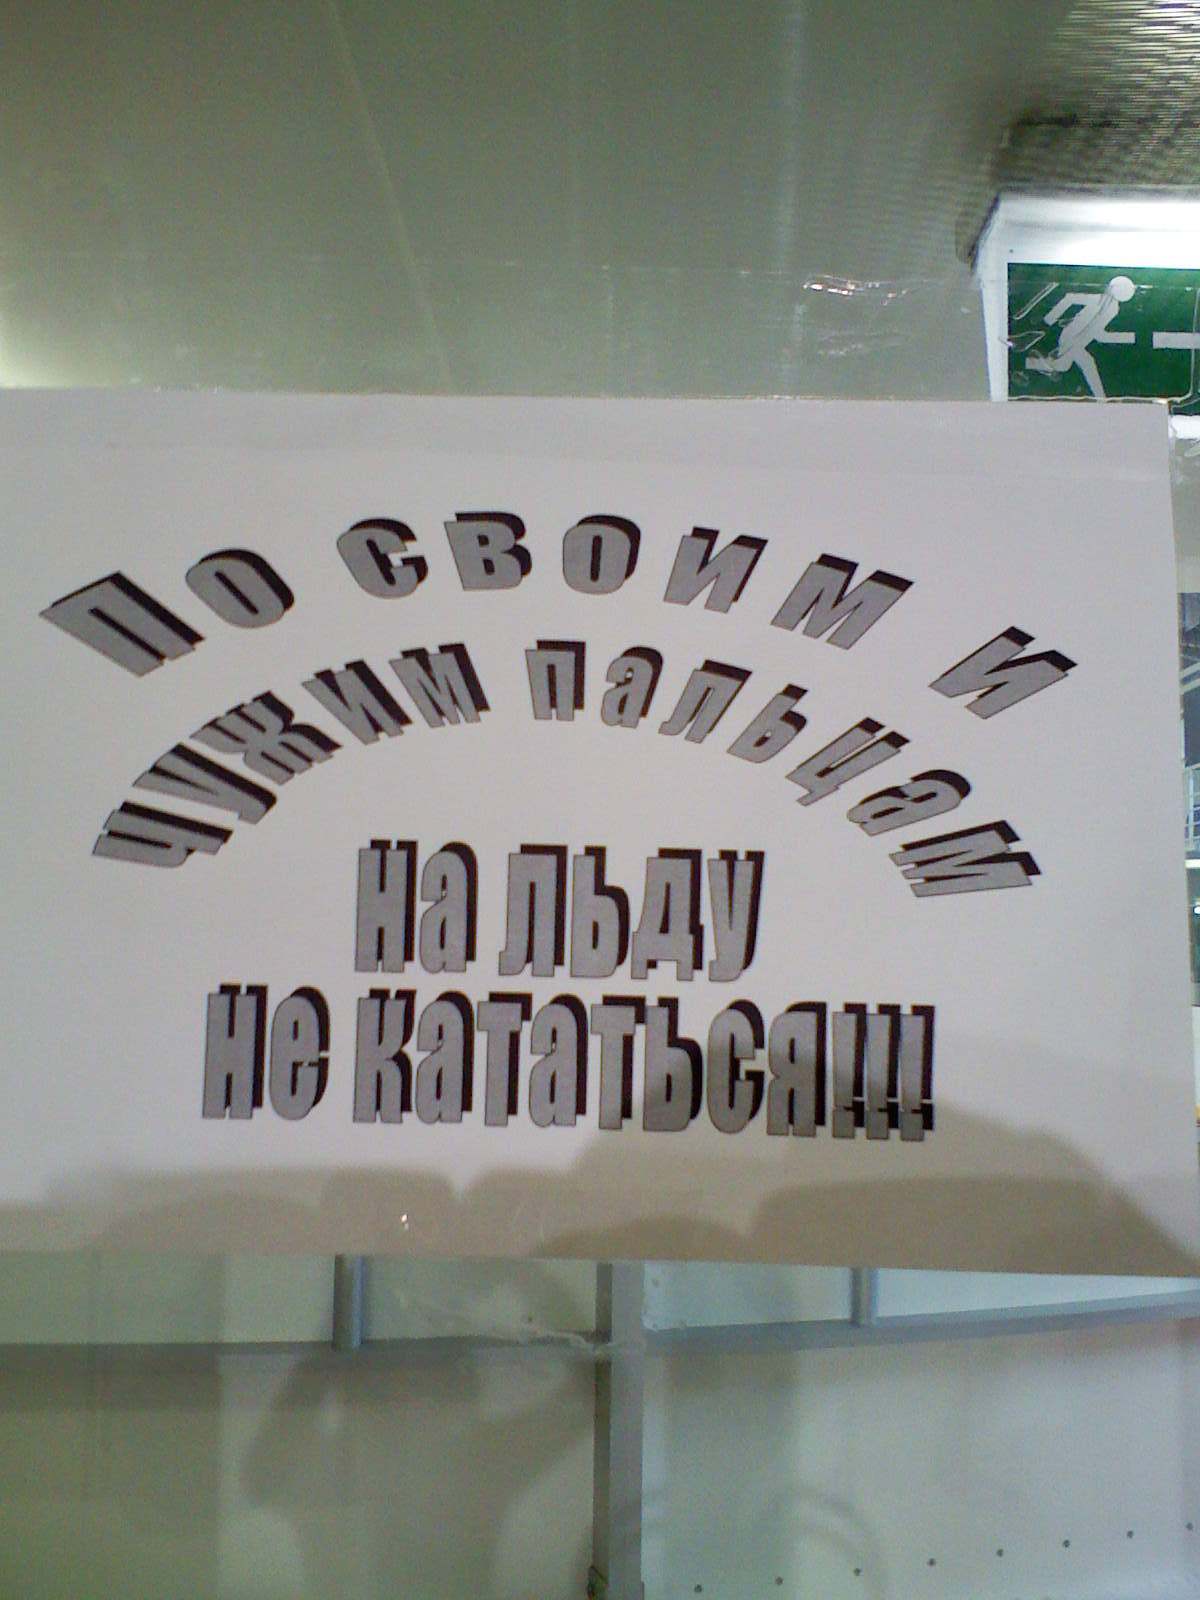 По своим и
чужим пальцам
на льду
не кататься!!!